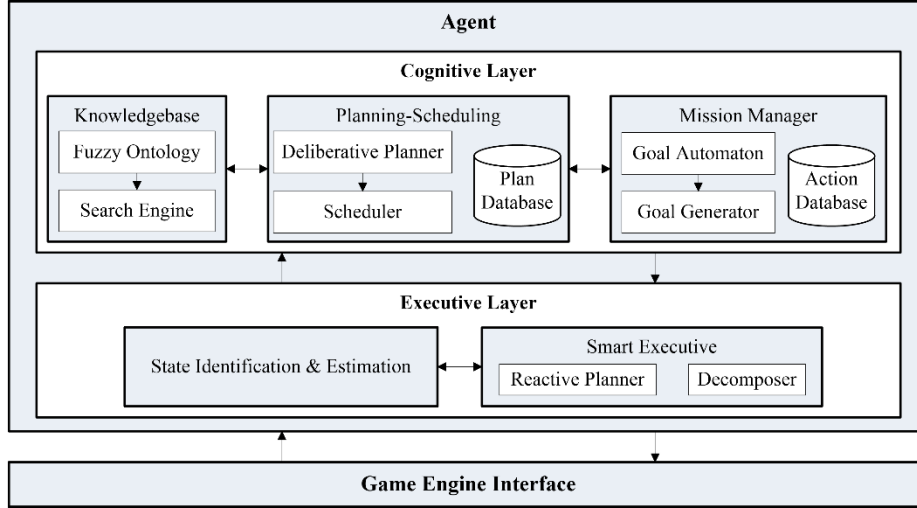 Agent
Cognitive Layer
Knowledgebase
Fuzzy Ontology
Search Engine
Planning-Scheduling
Deliberative Planner
Scheduler
Plan
Database
Mission Manager
Goal Automaton
Goal Generator
Action
Database
Executive Layer
State Identification & Estimation
Smart Executive
Reactive Planner
Decomposer
Game Engine Interface